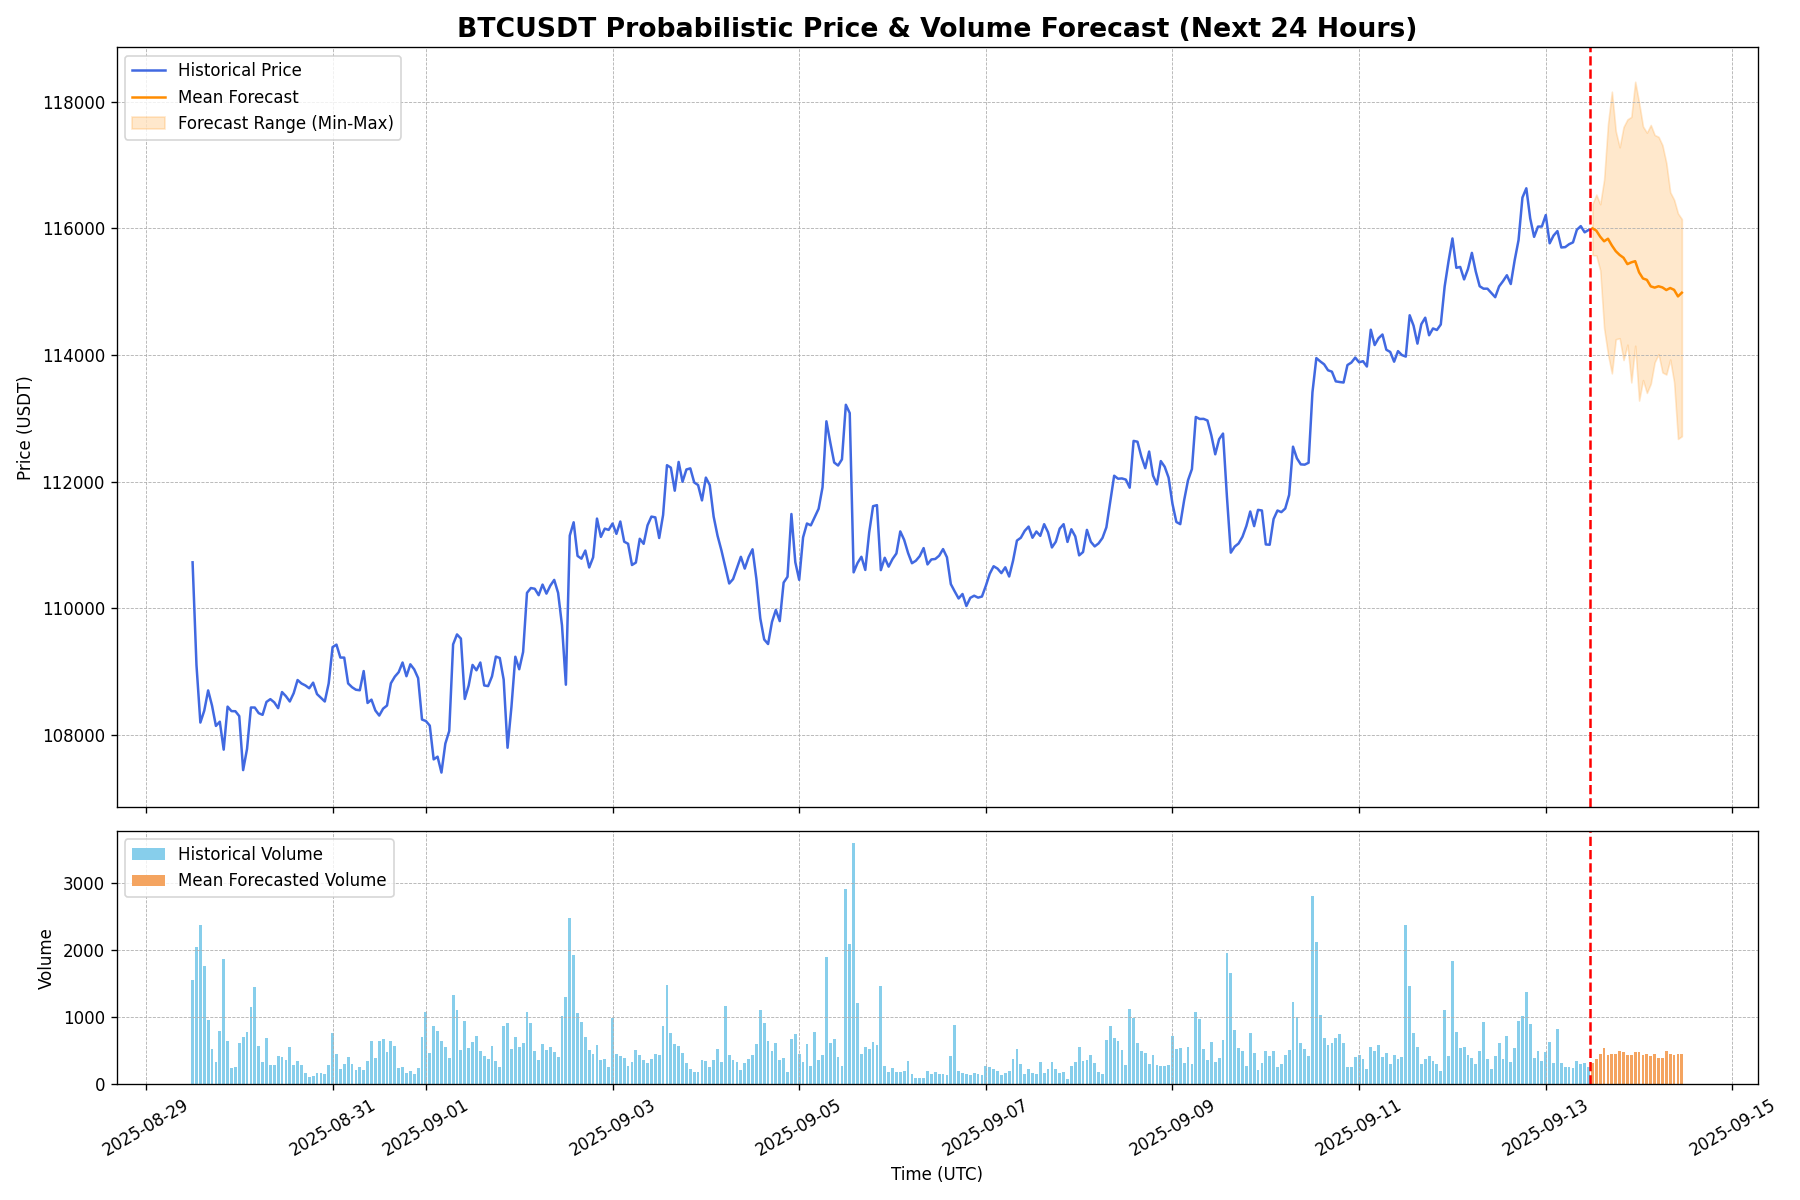 BTCUSDT Probabilistic Price & Volume Forecast (Next 24 Hours)
Historical Price
Mean Forecast
Forecast Range (Min-Max)
118000
116000
114000
112000
110000
108000
Price (USDT)
Historical Volume
Mean Forecasted Volume
3000
2000
1000
0
Volume
2025-08-29
2025-08-31
2025-09-01
2025-09-03
2025-09-05
2025-09-07
2025-09-09
2025-09-11
2025-09-13
2025-09-15
Time (UTC)